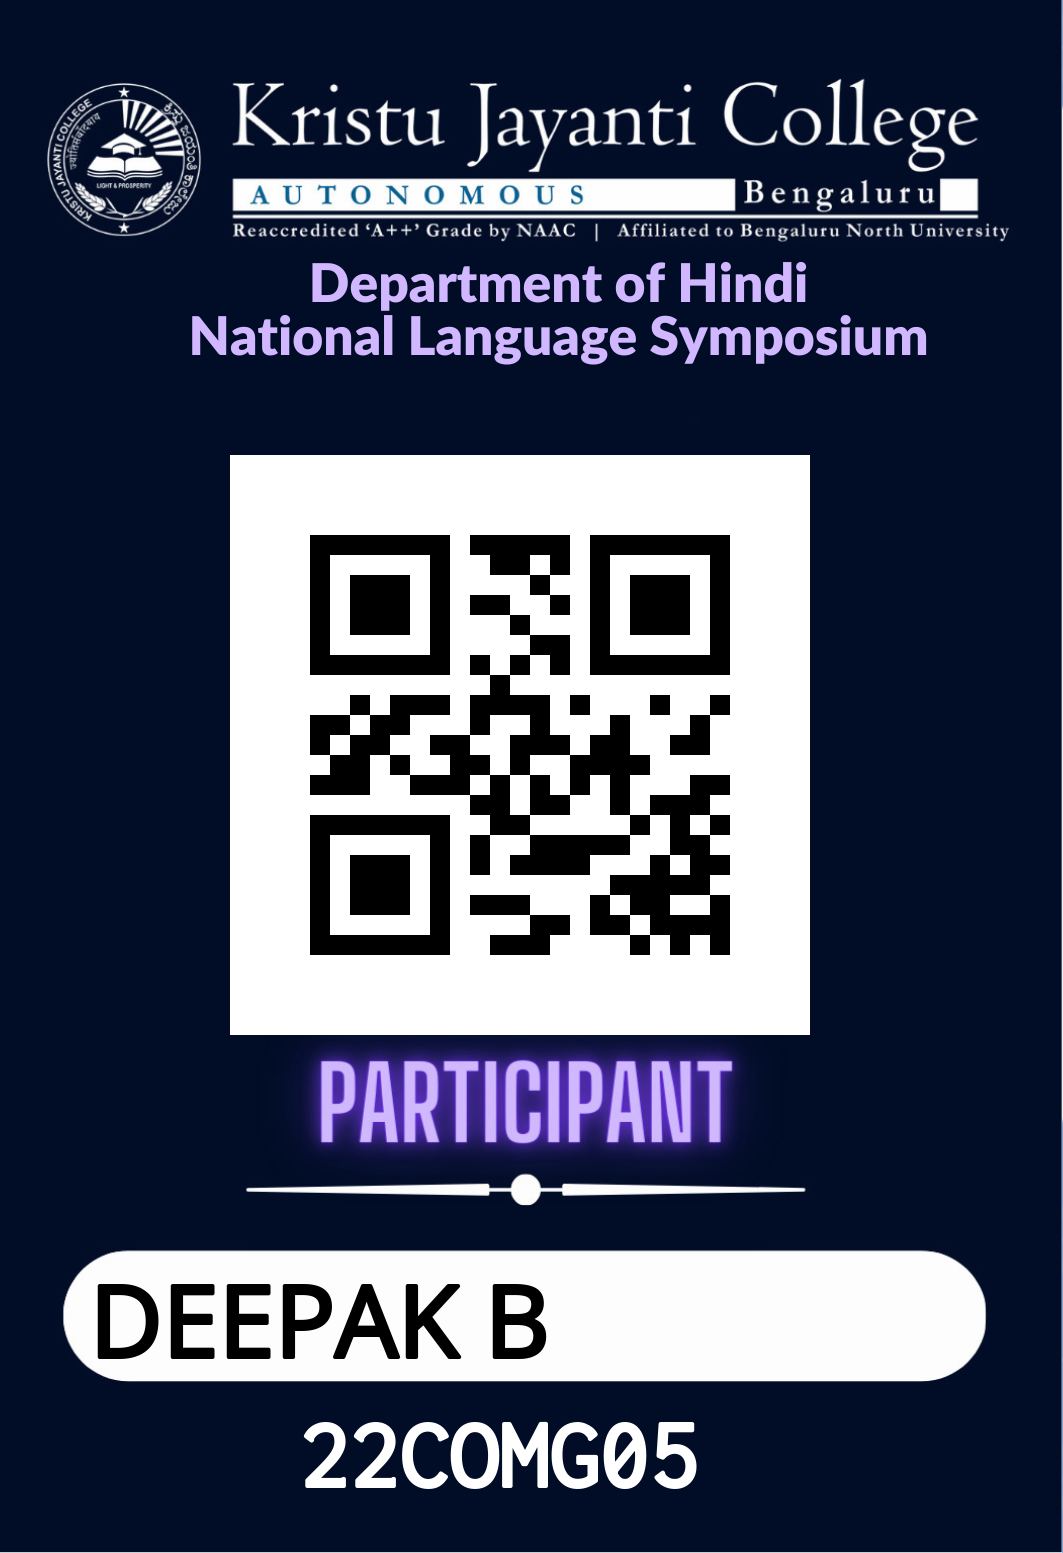 KRISTU JAYANTI COLLEGE
LIGHT & PROSPERITY
Kristu Jayanti College
AUTONOMOUS Bengaluru
Reaccredited ‘A++’ Grade by NAAC | Affiliated to Bengaluru North University
Department of Hindi
National Language Symposium
PARTICIPANT
DEEPAK B
22COMG05